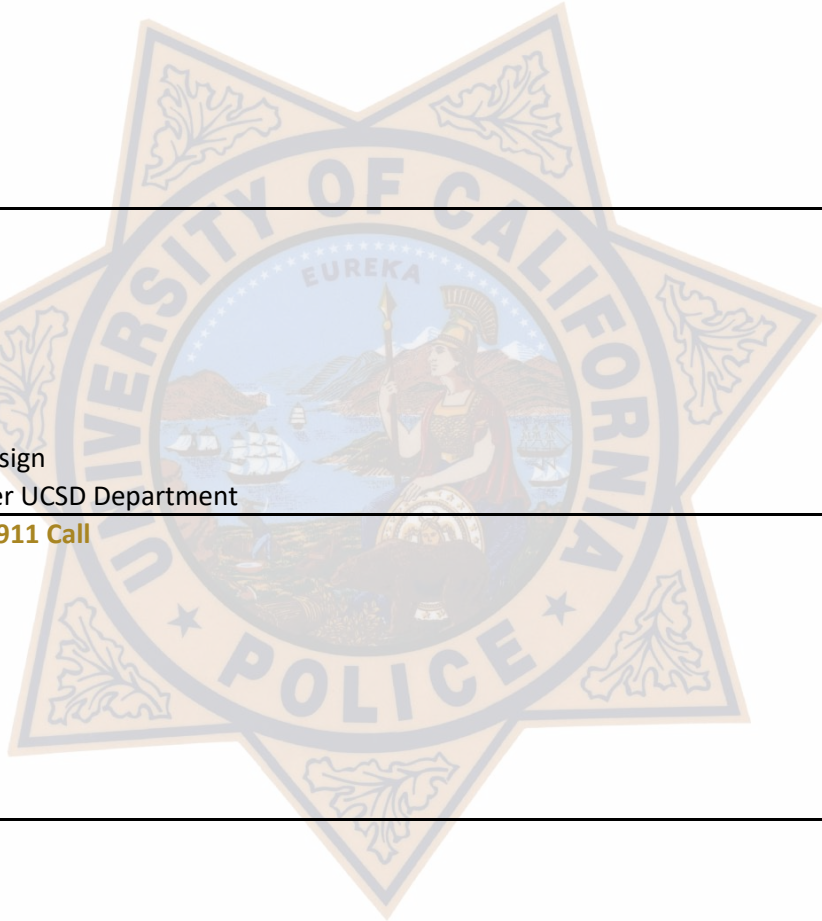 UNIVERSITY OF CALIFORNIA
EUREKA
sign
er UCSD Department
911 Call
POLICE